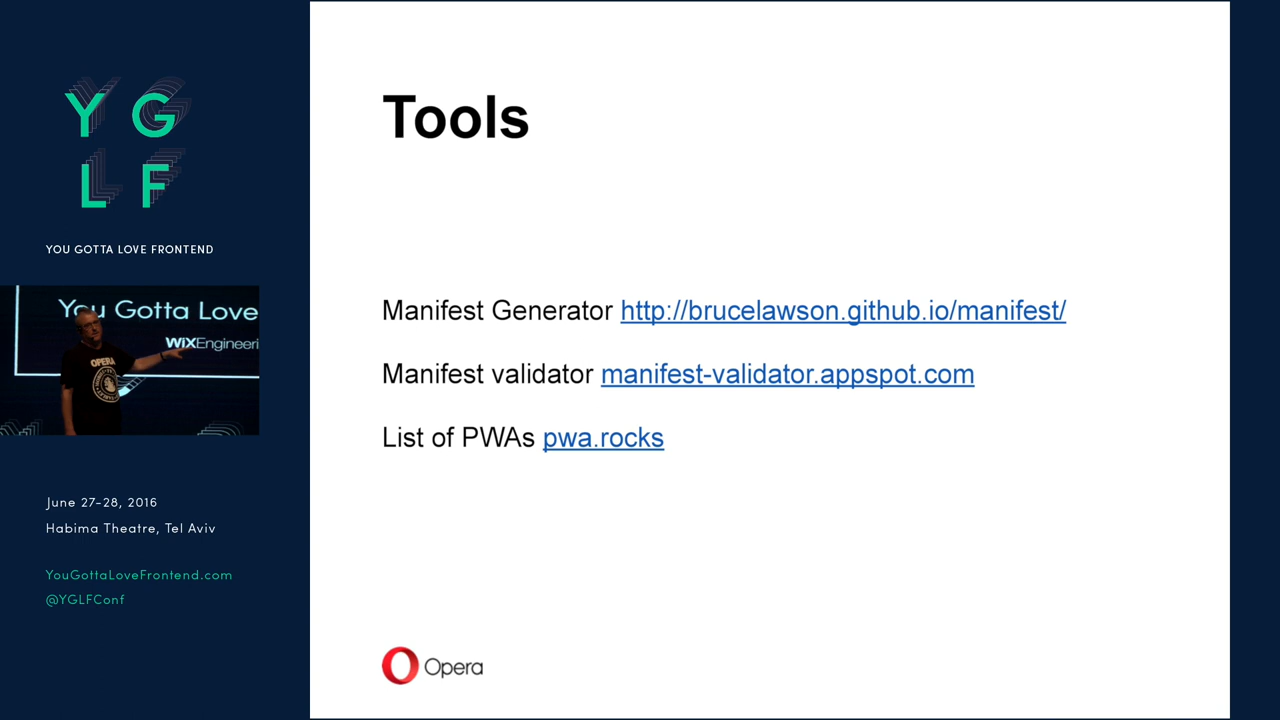 Y G
L F
YOU GOTTA LOVE FRONTEND
You Gotta Love
WiXEngineeri
OPERA
June 27-28, 2016
Habima Theatre, Tel Aviv
YouGottaLoveFrontend.com
@YGLFConf
Tools
Manifest Generator http://brucelawson.github.io/manifest/
Manifest validator manifest-validator.appspot.com
List of PWAs pwa.rocks
Opera